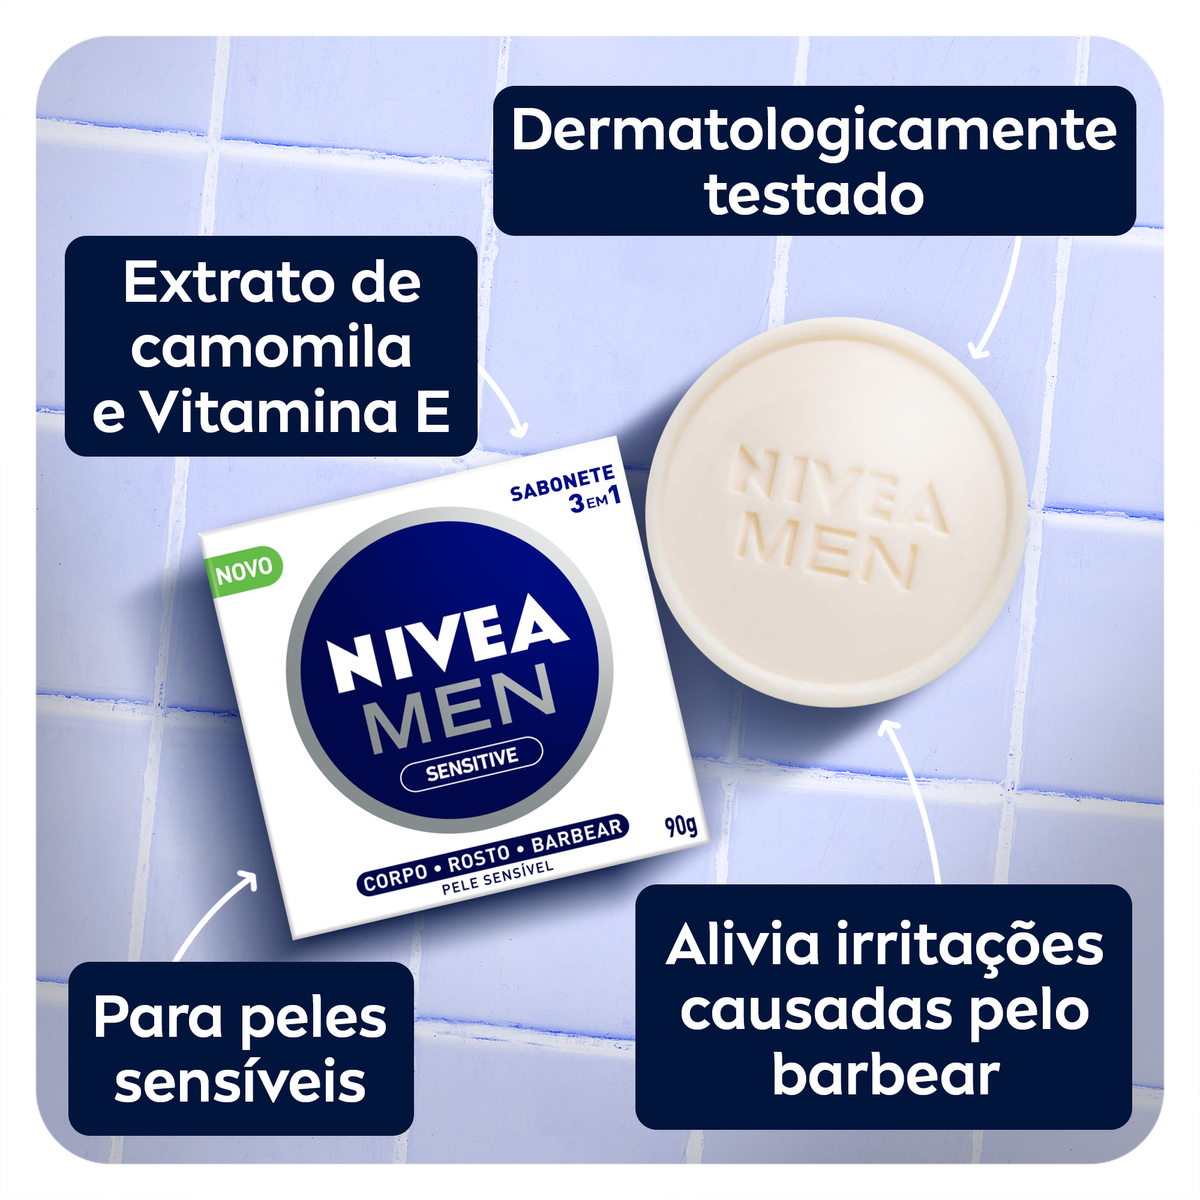 Dermatologicamente
testado
Extrato de
camomila
e Vitamina E
SABONETE
3 EM 1
NOVO
NIVEA
MEN
SENSITIVE
CORPO • ROSTO • BARBEAR
PELE SENSÍVEL
90g
NIVEA
MEN
Para peles
sensíveis
Alivia irritações
causadas pelo
barbear